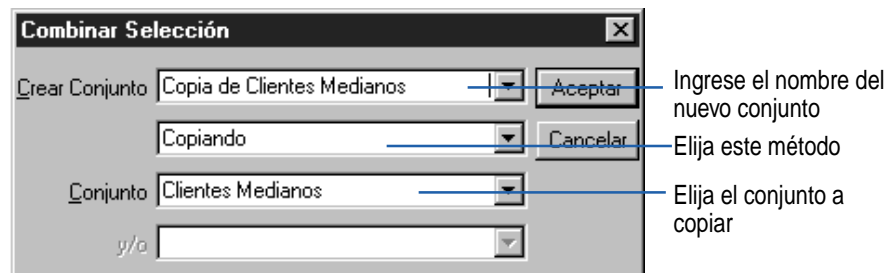 Combinar Selección
Crear Conjunto Copia de Clientes Medianos Aceptar
Ingrese el nombre del
nuevo conjunto
Copiando Cancelar
Elija este método
Conjunto Clientes Medianos
Elija el conjunto a
copiar
y/o